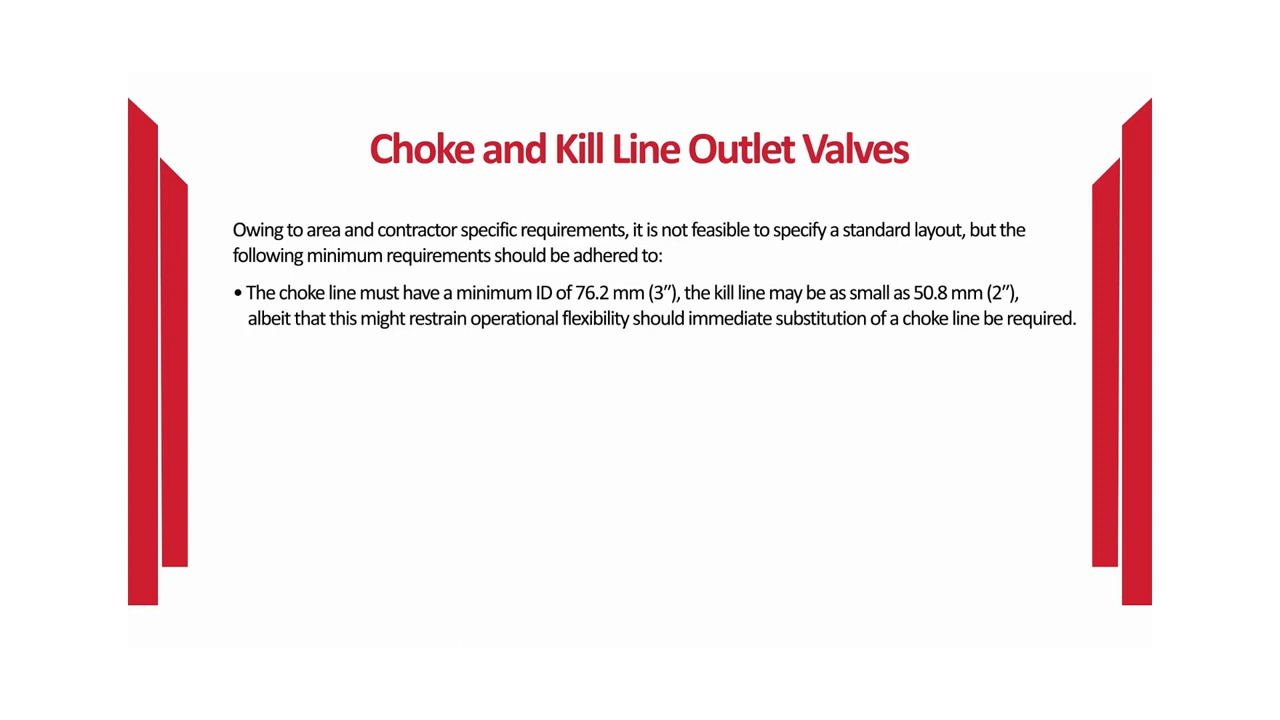 Choke and Kill Line Outlet Valves
Owing to area and contractor specific requirements, it is not feasible to specify a standard layout, but the
following minimum requirements should be adhered to:
• The choke line must have a minimum ID of 76.2 mm (3”), the kill line may be as small as 50.8 mm (2”),
albeit that this might restrain operational flexibility should immediate substitution of a choke line be required.